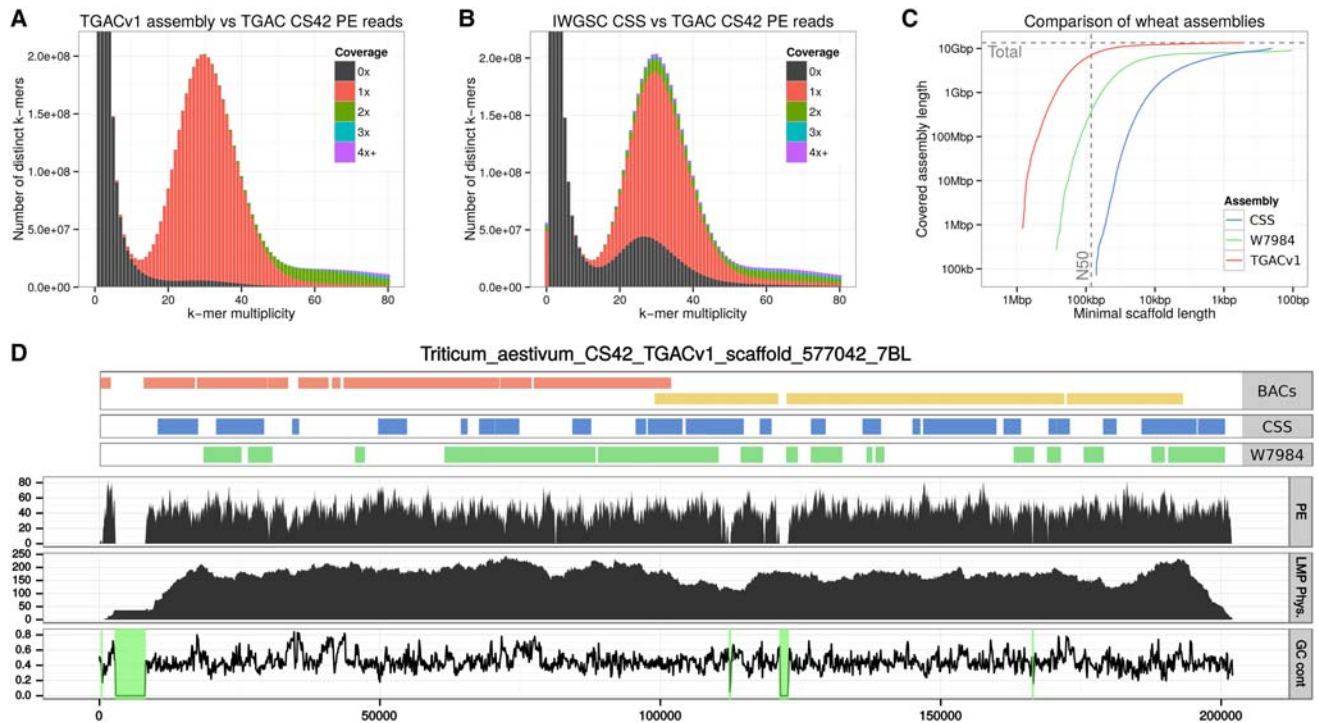 A
TGACv1 assembly vs TGAC CS42 PE reads
Number of distinct k-mers
2.0e+08
1.5e+08
1.0e+08
5.0e+07
0.0e+00
0
20
40
60
80
k-mer multiplicity
Coverage
0x
1x
2x
3x
4x+
B
IWGSC CSS vs TGAC CS42 PE reads
Number of distinct k-mers
2.0e+08
1.5e+08
1.0e+08
5.0e+07
0.0e+00
0
20
40
60
80
k-mer multiplicity
Coverage
0x
1x
2x
3x
4x+
C
Comparison of wheat assemblies
Covered assembly length
10Gbp
1Gbp
100Mbp
10Mbp
1Mbp
100kb
Total
N50
1Mbp
100kbp
10kbp
1kbp
100bp
Minimal scaffold length
Assembly
CSS
W7984
TGACv1
D
Triticum_aestivum_CS42_TGACv1_scaffold_577042_7BL
BACs
CSS
W7984
80
60
40
20
0
PE
250
200
150
100
50
0
LMP Phys.
0.8
0.6
0.4
0.2
0.0
GC cont
0
50000
100000
150000
200000